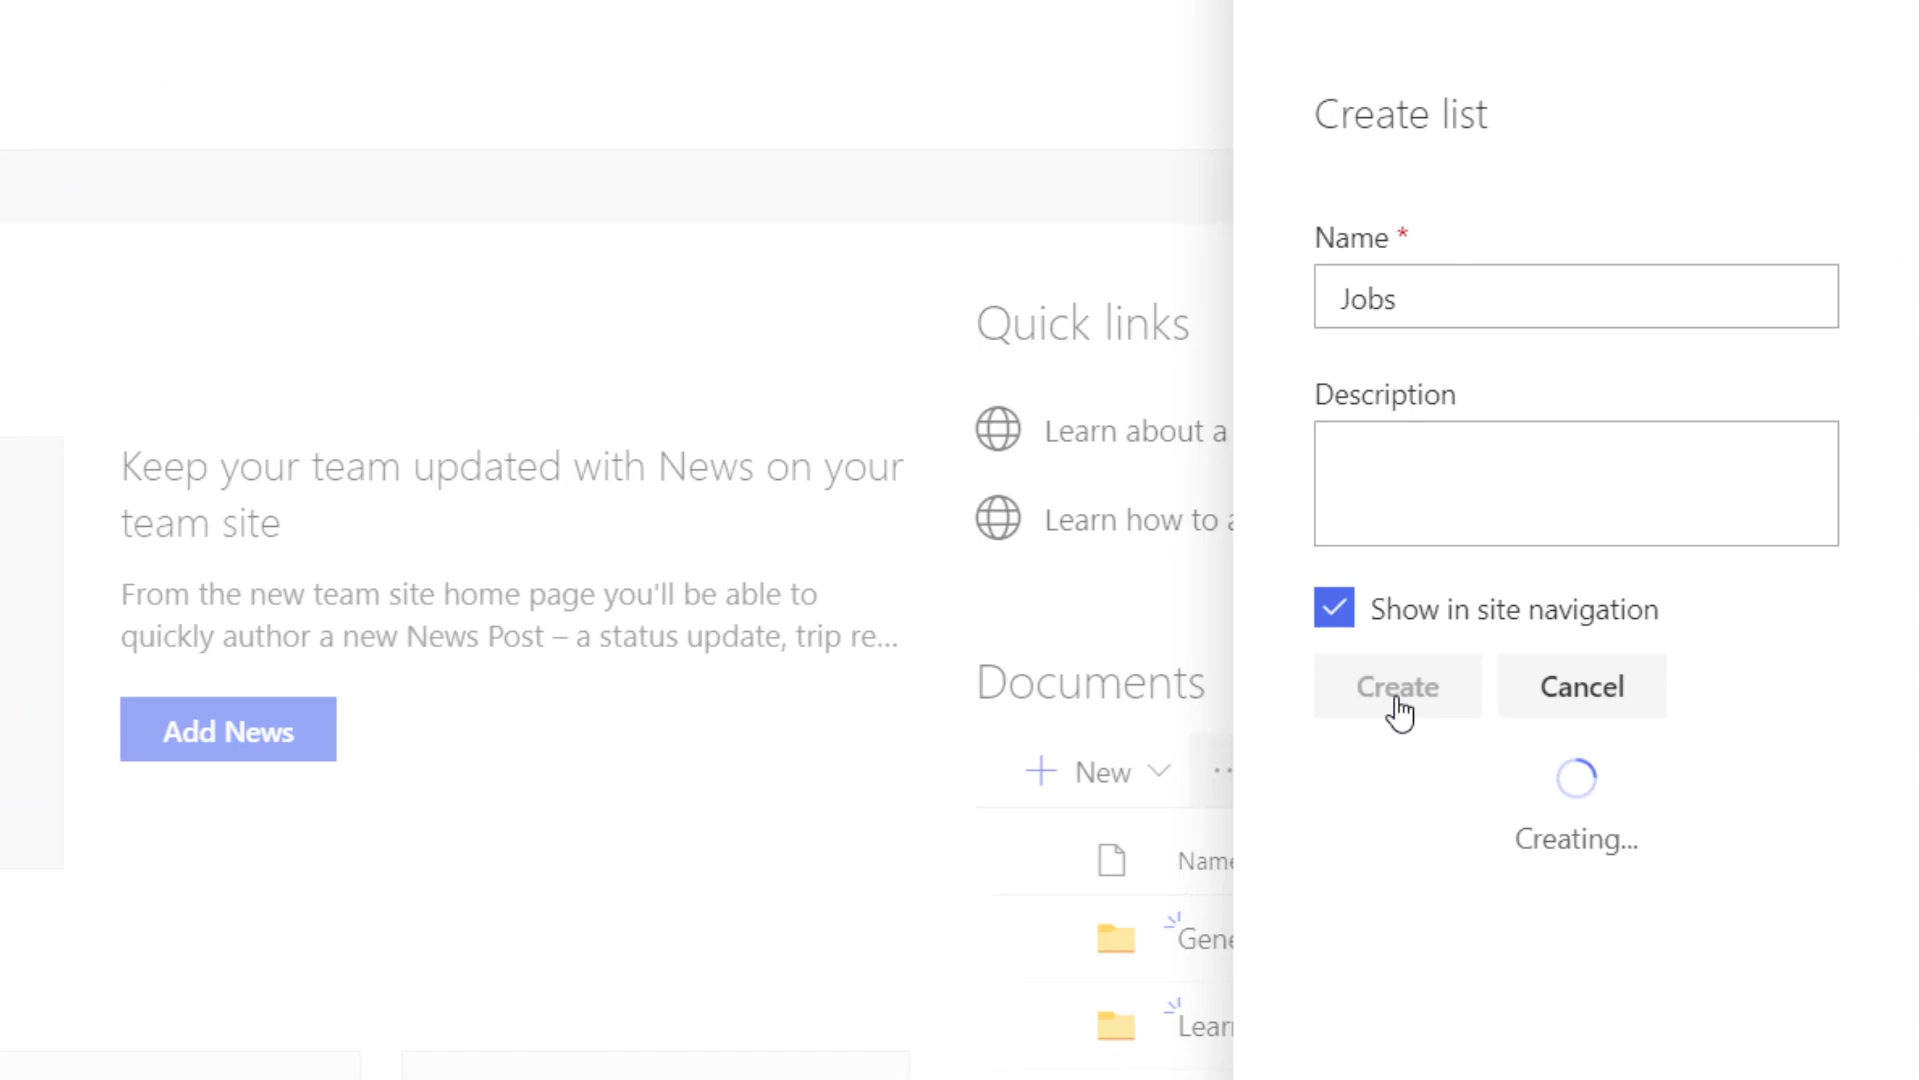 Keep your team updated with News on your
team site
From the new team site home page you'll be able to
quickly author a new News Post – a status update, trip re...
Add News
Quick links
Learn about a
Learn how to
Documents
New
Name
Create list
Name *
Jobs
Description
Show in site navigation
Create
Cancel
Creating...